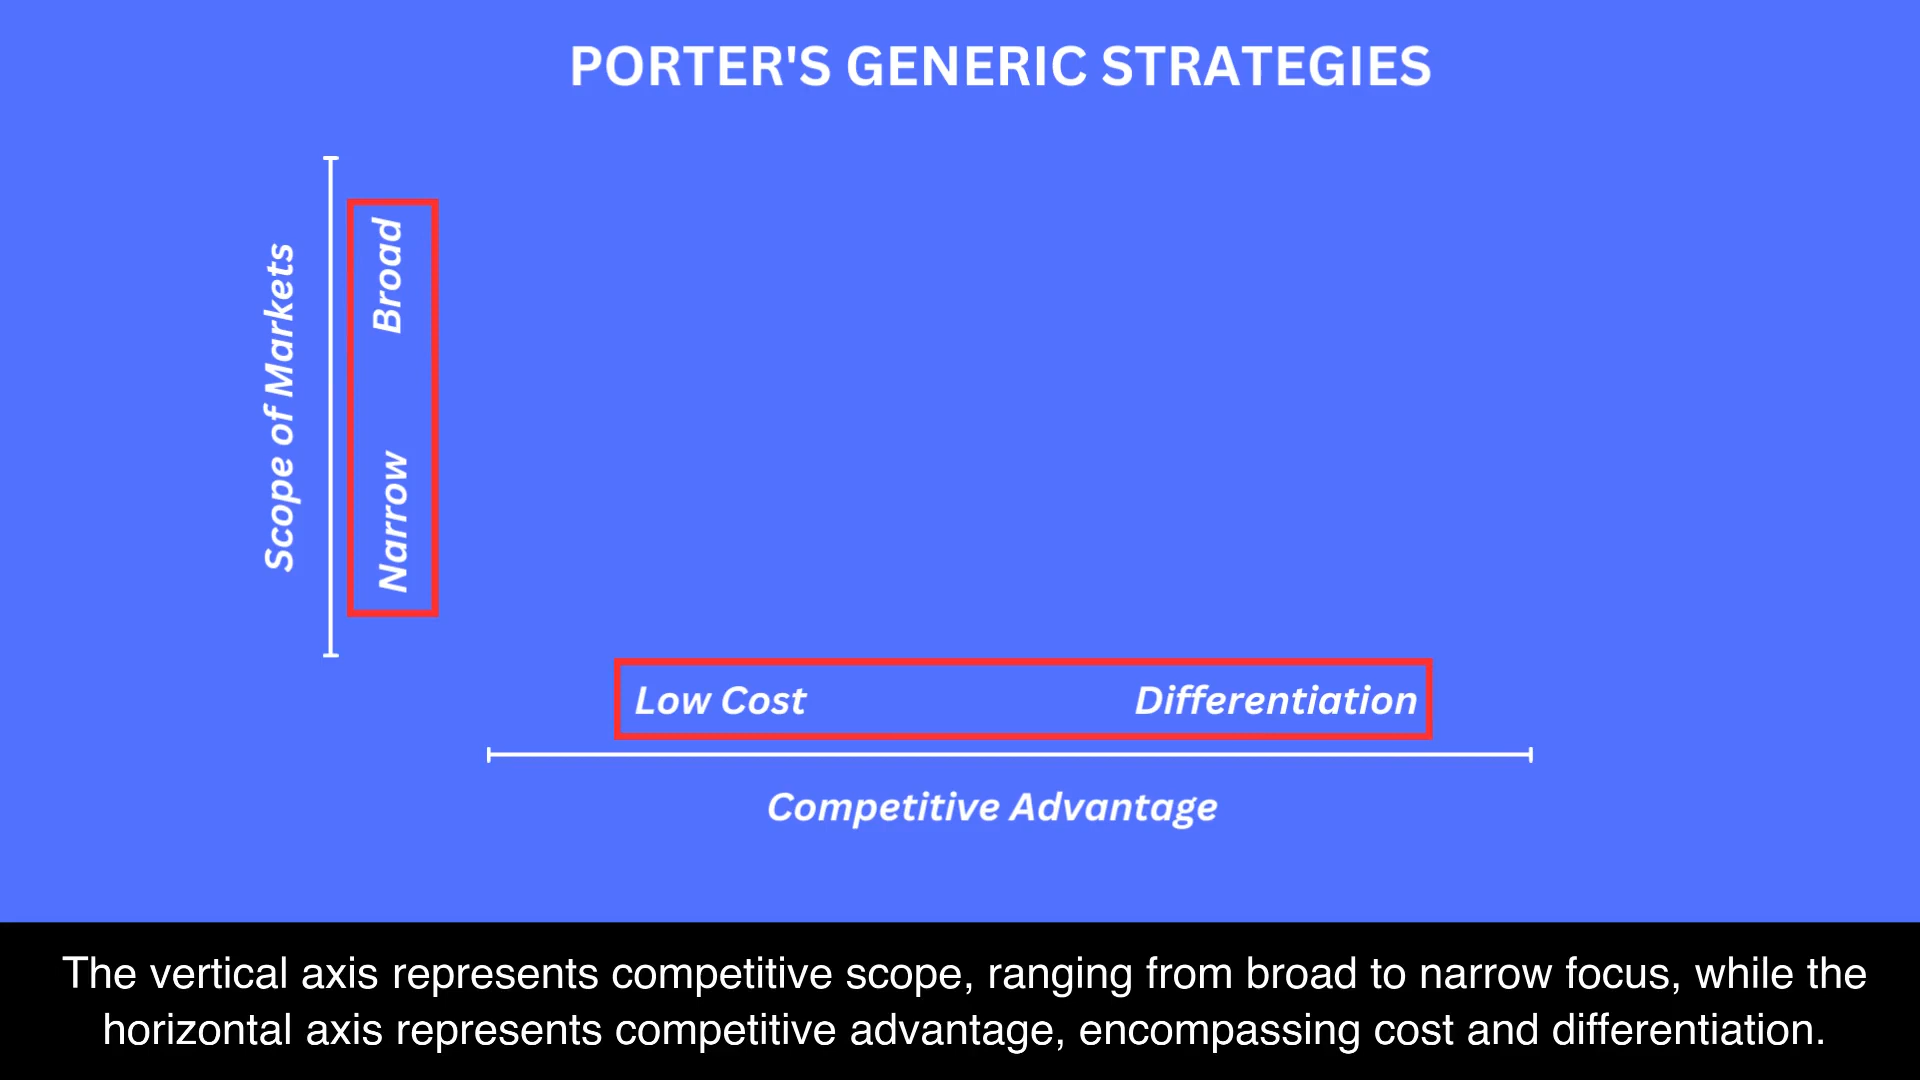 PORTER'S GENERIC STRATEGIES
Scope of Markets
Broad
Narrow
Low Cost
Differentiation
Competitive Advantage
The vertical axis represents competitive scope, ranging from broad to narrow focus, while the
horizontal axis represents competitive advantage, encompassing cost and differentiation.